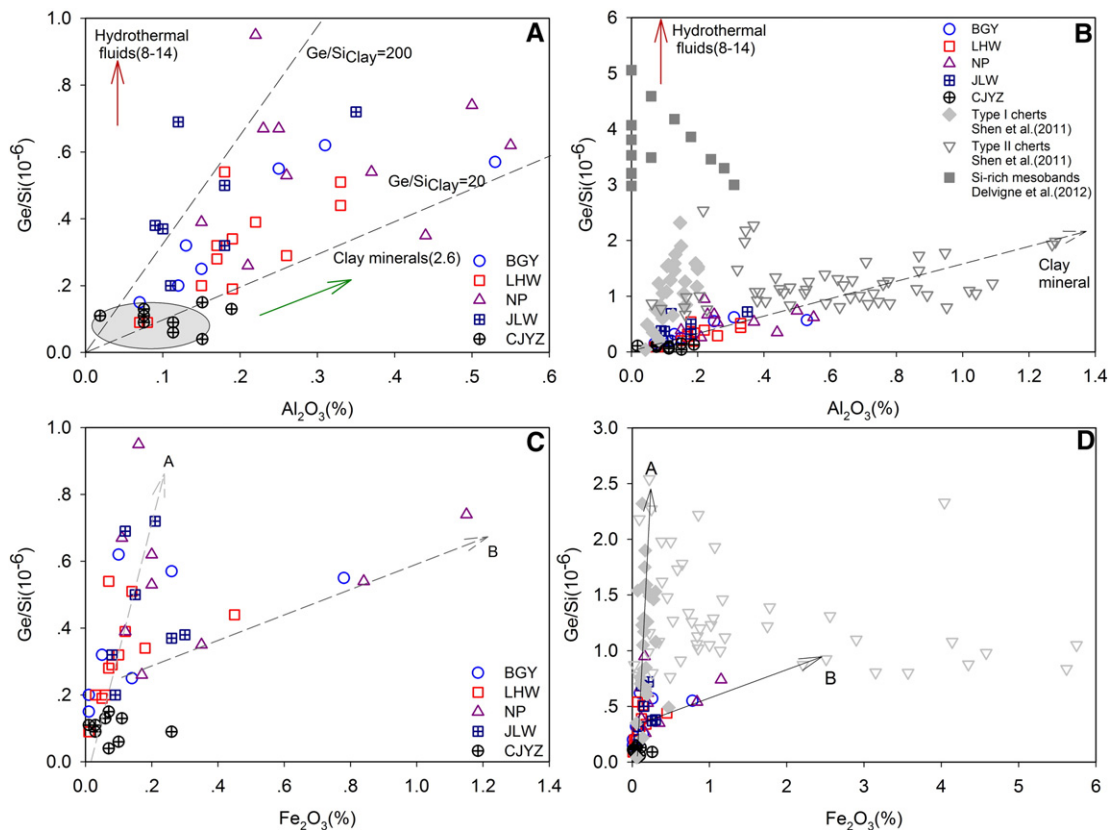 A
Hydrothermal
fluids(8-14)
Ge/SiClay=200
Ge/SiClay=20
Clay minerals(2.6)
BGY
LHW
NP
JLW
CJYZ
1.0
.8
.6
.4
.2
0.0
0.0
.1
.2
.3
.4
.5
.6
Ge/Si(10-6)
Al2O3(%)
B
Hydrothermal
fluids(8-14)
BGY
LHW
NP
JLW
CJYZ
Type I cherts
Shen et al.(2011)
Type II cherts
Shen et al.(2011)
Si-rich mesobands
Delvigne et al.(2012)
Clay
mineral
6
5
4
3
2
1
0
0.0
.2
.4
.6
.8
1.0
1.2
1.4
Ge/Si(10-6)
Al2O3(%)
C
A
B
BGY
LHW
NP
JLW
CJYZ
1.0
.8
.6
.4
.2
0.0
0.0
.2
.4
.6
.8
1.0
1.2
1.4
Ge/Si(10-6)
Fe2O3(%)
D
A
B
3.0
2.5
2.0
1.5
1.0
.5
0.0
0
1
2
3
4
5
6
Ge/Si(10-6)
Fe2O3(%)